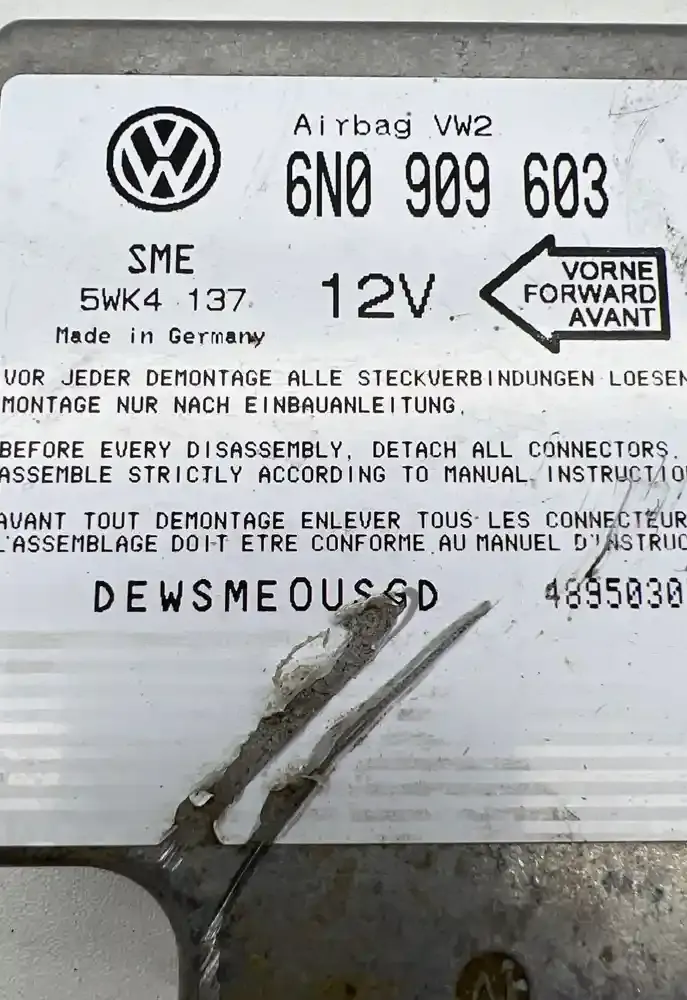 Airbag VW2
6N0 909 603
SME
5WK4 137
Made in Germany
12V
VORNE
FORWARD
AVANT
VOR JEDER DEMONTAGE ALLE STECKVERBINDUNGEN LOESEN
MONTAGE NUR NACH EINBAUANLEITUNG.
BEFORE EVERY DISASSEMBLY, DETACH ALL CONNECTORS.
ASSEMBLE STRICTLY ACCORDING TO MANUAL INSTRUCTIO
AVANT TOUT DEMONTAGE ENLEVER TOUS LES CONNECTEUR
L'ASSEMBLAGE DOIT ETRE CONFORME AU MANUEL D'INSTRUC
4895030